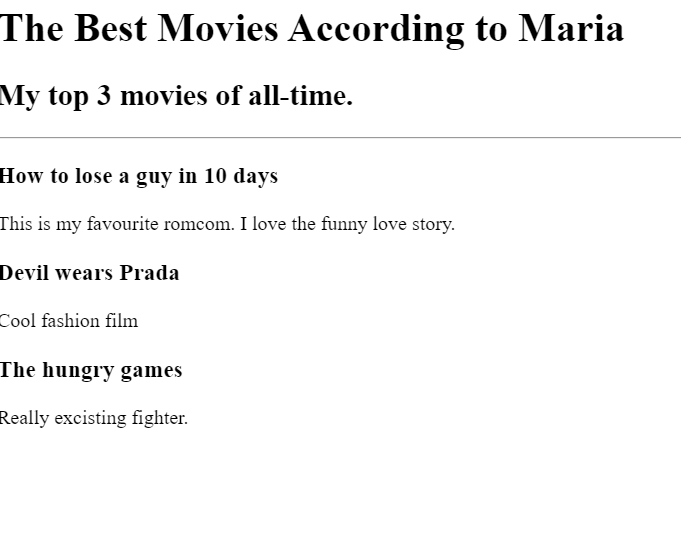 The Best Movies According to Maria
My top 3 movies of all-time.
How to lose a guy in 10 days
This is my favourite romcom. I love the funny love story.
Devil wears Prada
Cool fashion film
The hungry games
Really excisting fighter.